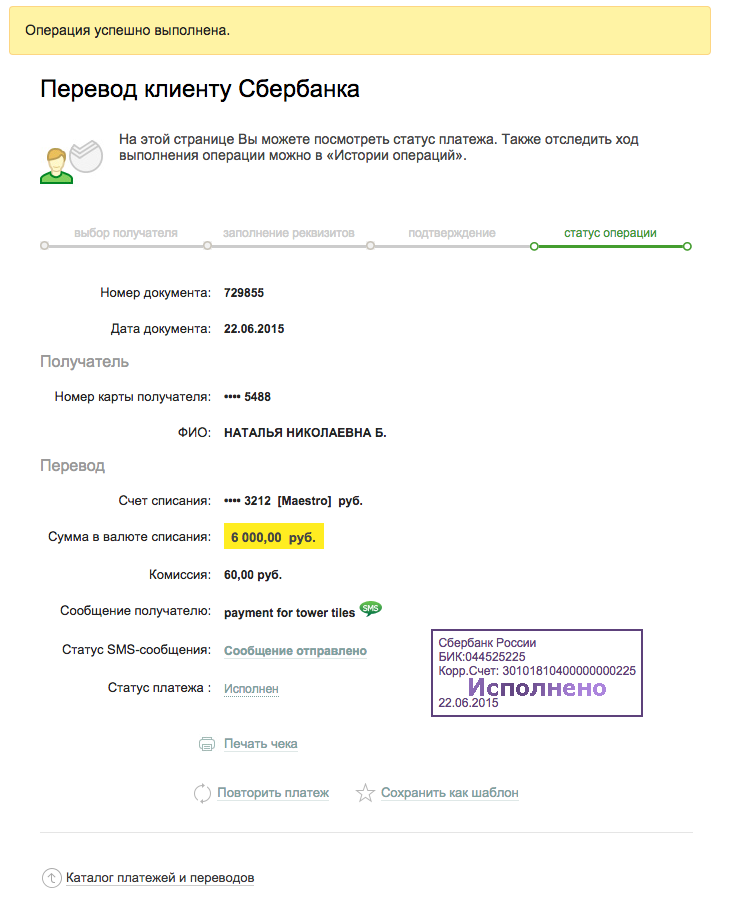 Операция успешно выполнена.
Перевод клиенту Сбербанка
На этой странице Вы можете посмотреть статус платежа. Также отследить ход
выполнения операции можно в «Истории операций».
выбор получателя заполнение реквизитов подтверждение статус операции
Номер документа: 729855
Дата документа: 22.06.2015
Получатель
Номер карты получателя: •••• 5488
ФИО: НАТАЛЬЯ НИКОЛАЕВНА Б.
Перевод
Счет списания: •••• 3212 [Maestro] руб.
Сумма в валюте списания: 6 000,00 руб.
Комиссия: 60,00 руб.
Сообщение получателю: payment for tower tiles SMS
Статус SMS-сообщения: Сообщение отправлено
Статус платежа : Исполнен
Сбербанк России
БИК:044525225
Корр.Счет: 30101810400000000225
Исполнено
22.06.2015
Печать чека
Повторить платеж Сохранить как шаблон
Каталог платежей и переводов